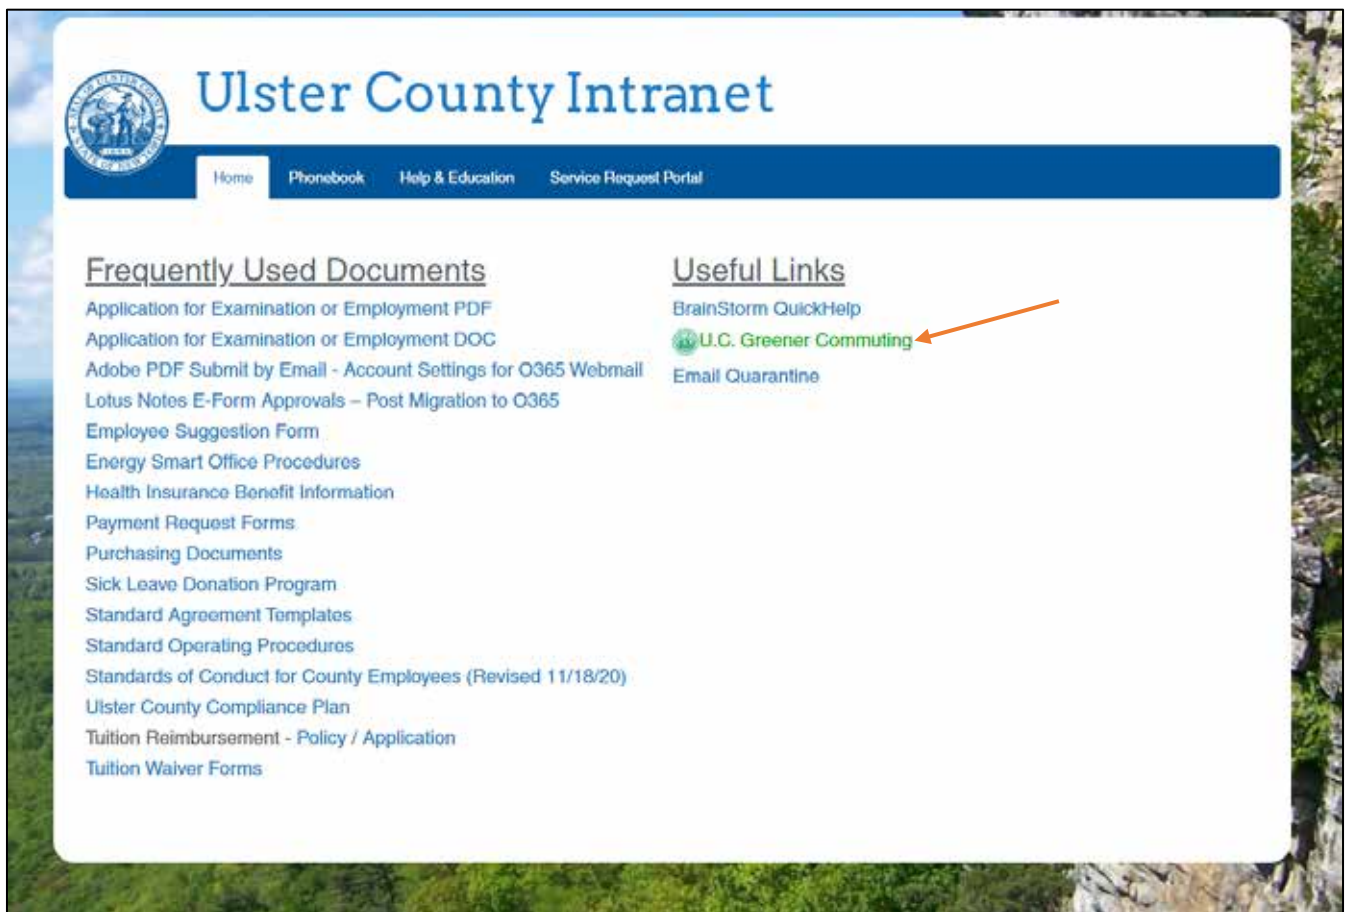 Ulster County Intranet
Home Phonebook Help & Education Service Request Portal
Frequently Used Documents
Application for Examination or Employment PDF
Application for Examination or Employment DOC
Adobe PDF Submit by Email - Account Settings for O365 Webmail
Lotus Notes E-Form Approvals – Post Migration to O365
Employee Suggestion Form
Energy Smart Office Procedures
Health Insurance Benefit Information
Payment Request Forms
Purchasing Documents
Sick Leave Donation Program
Standard Agreement Templates
Standard Operating Procedures
Standards of Conduct for County Employees (Revised 11/18/20)
Ulster County Compliance Plan
Tuition Reimbursement - Policy / Application
Tuition Waiver Forms
Useful Links
BrainStorm QuickHelp
U.C. Greener Commuting
Email Quarantine